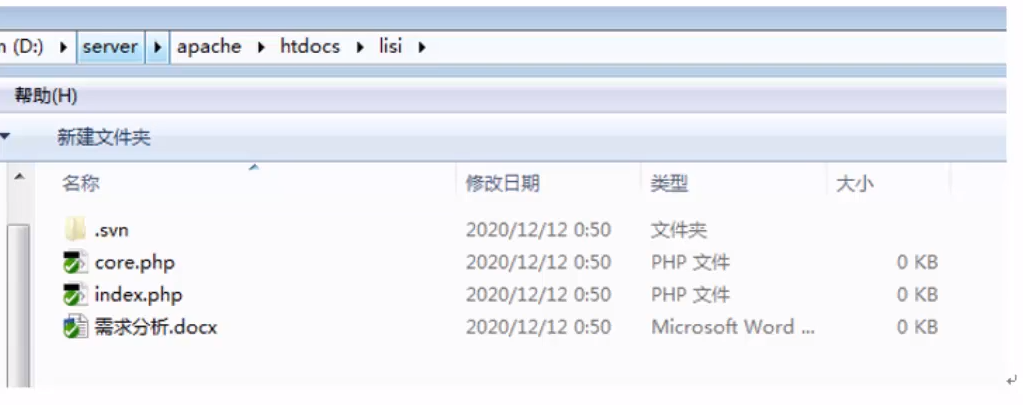 (D:) server apache htdocs lisi
帮助(H)
新建文件夹
名称 修改日期 类型 大小
.svn 2020/12/12 0:50 文件夹
core.php 2020/12/12 0:50 PHP 文件 0 KB
index.php 2020/12/12 0:50 PHP 文件 0 KB
需求分析.docx 2020/12/12 0:50 Microsoft Word ... 0 KB